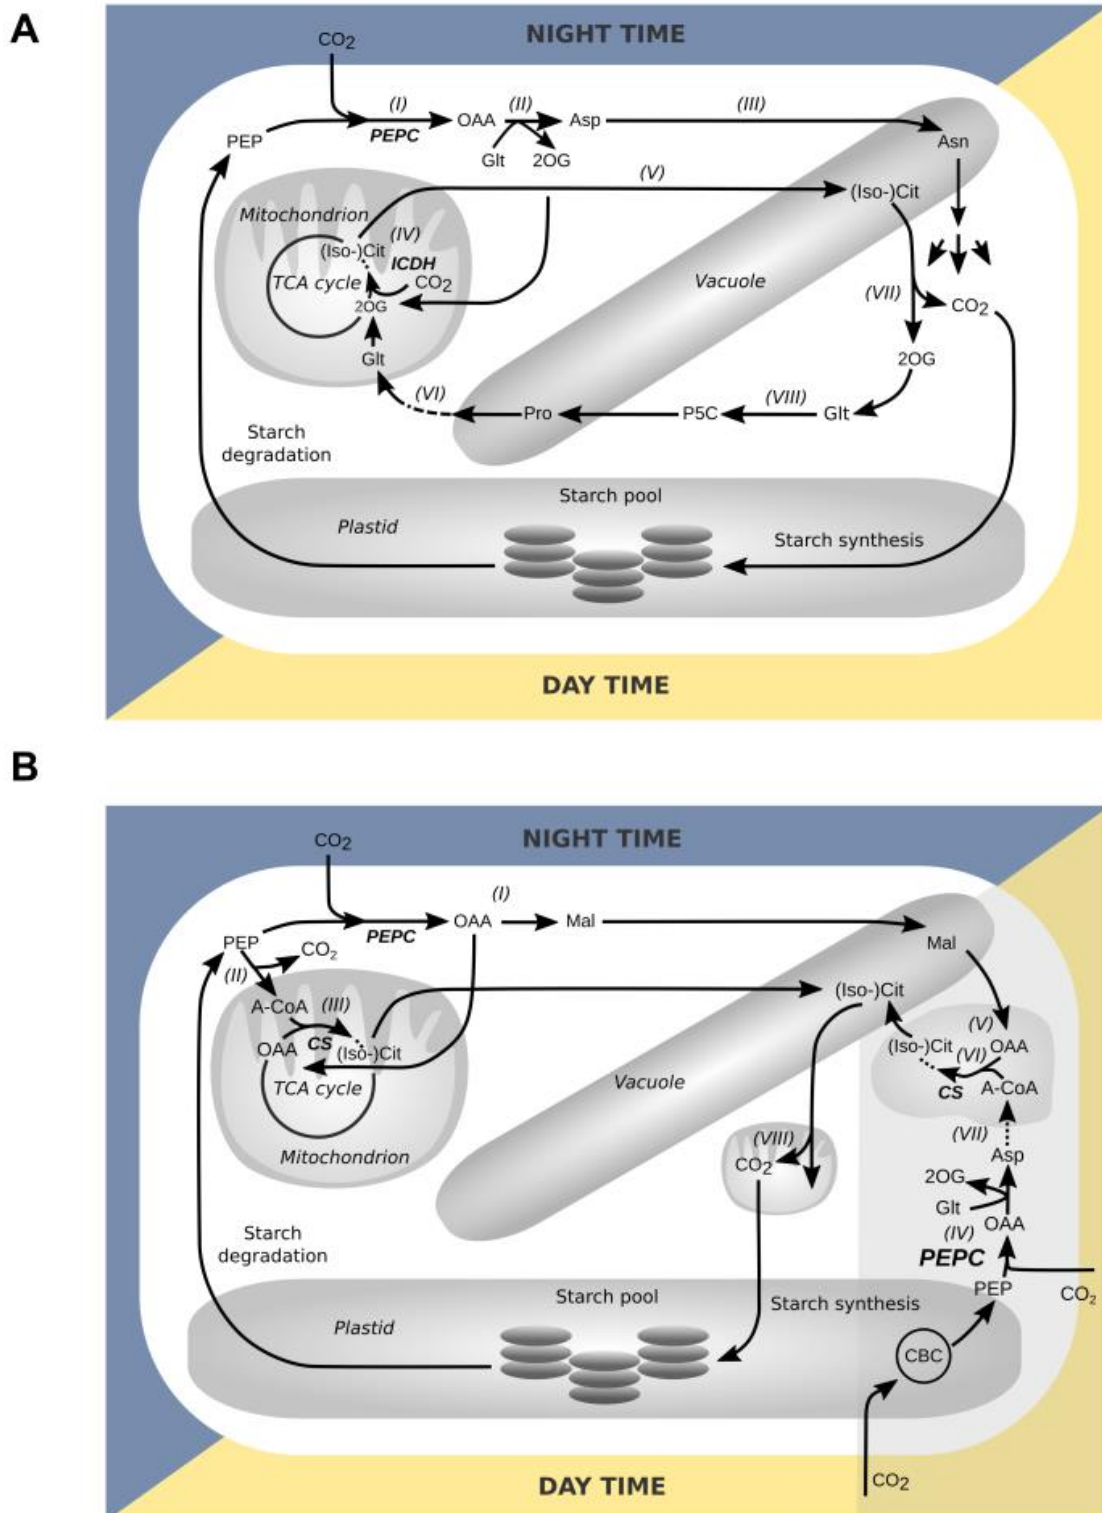 A
NIGHT TIME
CO2
(I)
(II)
(III)
PEP
PEPC
OAA
Asp
Asn
Glt
2OG
(V)
(Iso-)Cit
Mitochondrion
(IV)
(Iso-)Cit
ICDH
TCA cycle
CO2
2OG
Vacuole
(VII)
CO2
Glt
2OG
(VI)
Pro
P5C
(VIII)
Glt
Starch
degradation
Starch pool
Plastid
Starch synthesis
DAY TIME
B
NIGHT TIME
CO2
(I)
PEP
PEPC
OAA
Mal
Mal
CO2
(II)
A-CoA
(III)
(Iso-)Cit
OAA
CS
(Iso-)Cit
TCA cycle
Mitochondrion
Vacuole
(V)
(Iso-)Cit
OAA
(VI)
CS
A-CoA
(VII)
Asp
(VIII)
CO2
2OG
Glt
OAA
(IV)
PEPC
PEP
CO2
Starch
degradation
Starch pool
Starch synthesis
Plastid
CBC
CO2
DAY TIME